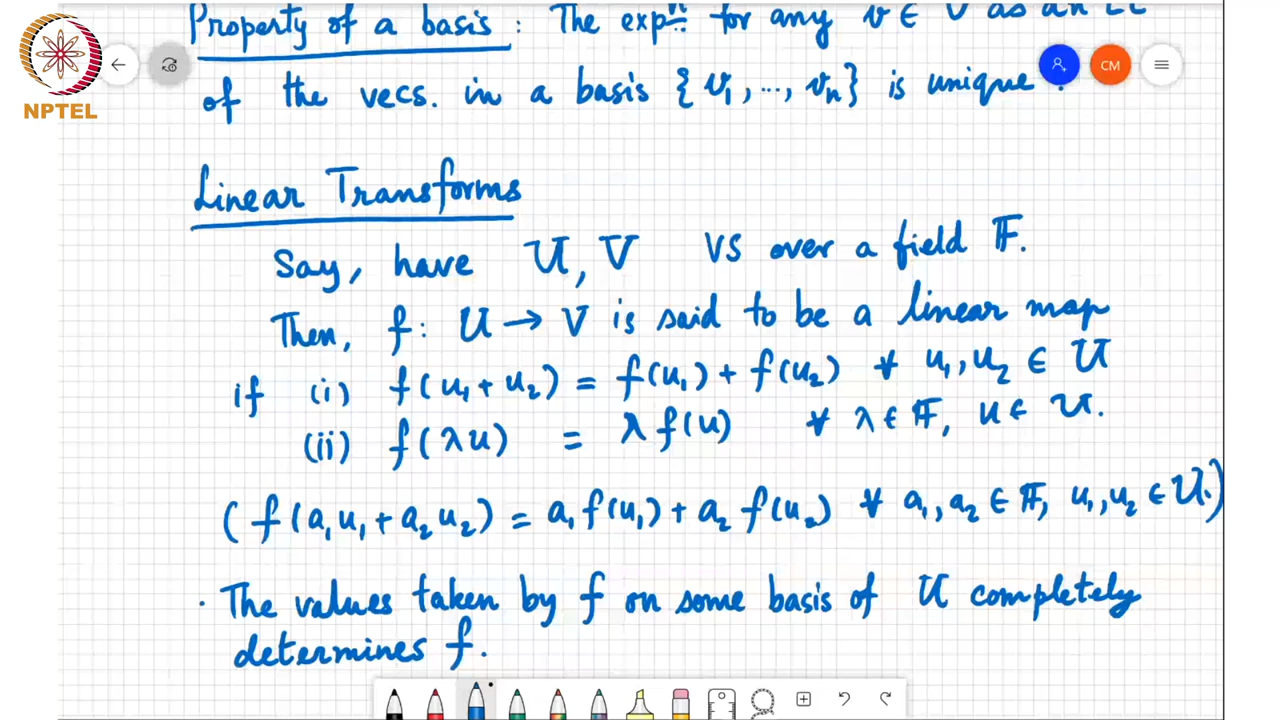 Property of a basis : The expn for any v ∈ V as an LC
of the vecs. in a basis {v1, ..., vn} is unique.
NPTEL
CM
Linear Transforms
Say, have U, V VS over a field F.
Then, f: U → V is said to be a linear map
if (i) f(u1 + u2) = f(u1) + f(u2) ∀ u1, u2 ∈ U
(ii) f(λu) = λ f(u) ∀ λ ∈ F, u ∈ U.
( f(a1u1 + a2u2) = a1 f(u1) + a2 f(u2) ∀ a1, a2 ∈ F, u1, u2 ∈ U.)
· The values taken by f on some basis of U completely
determines f.